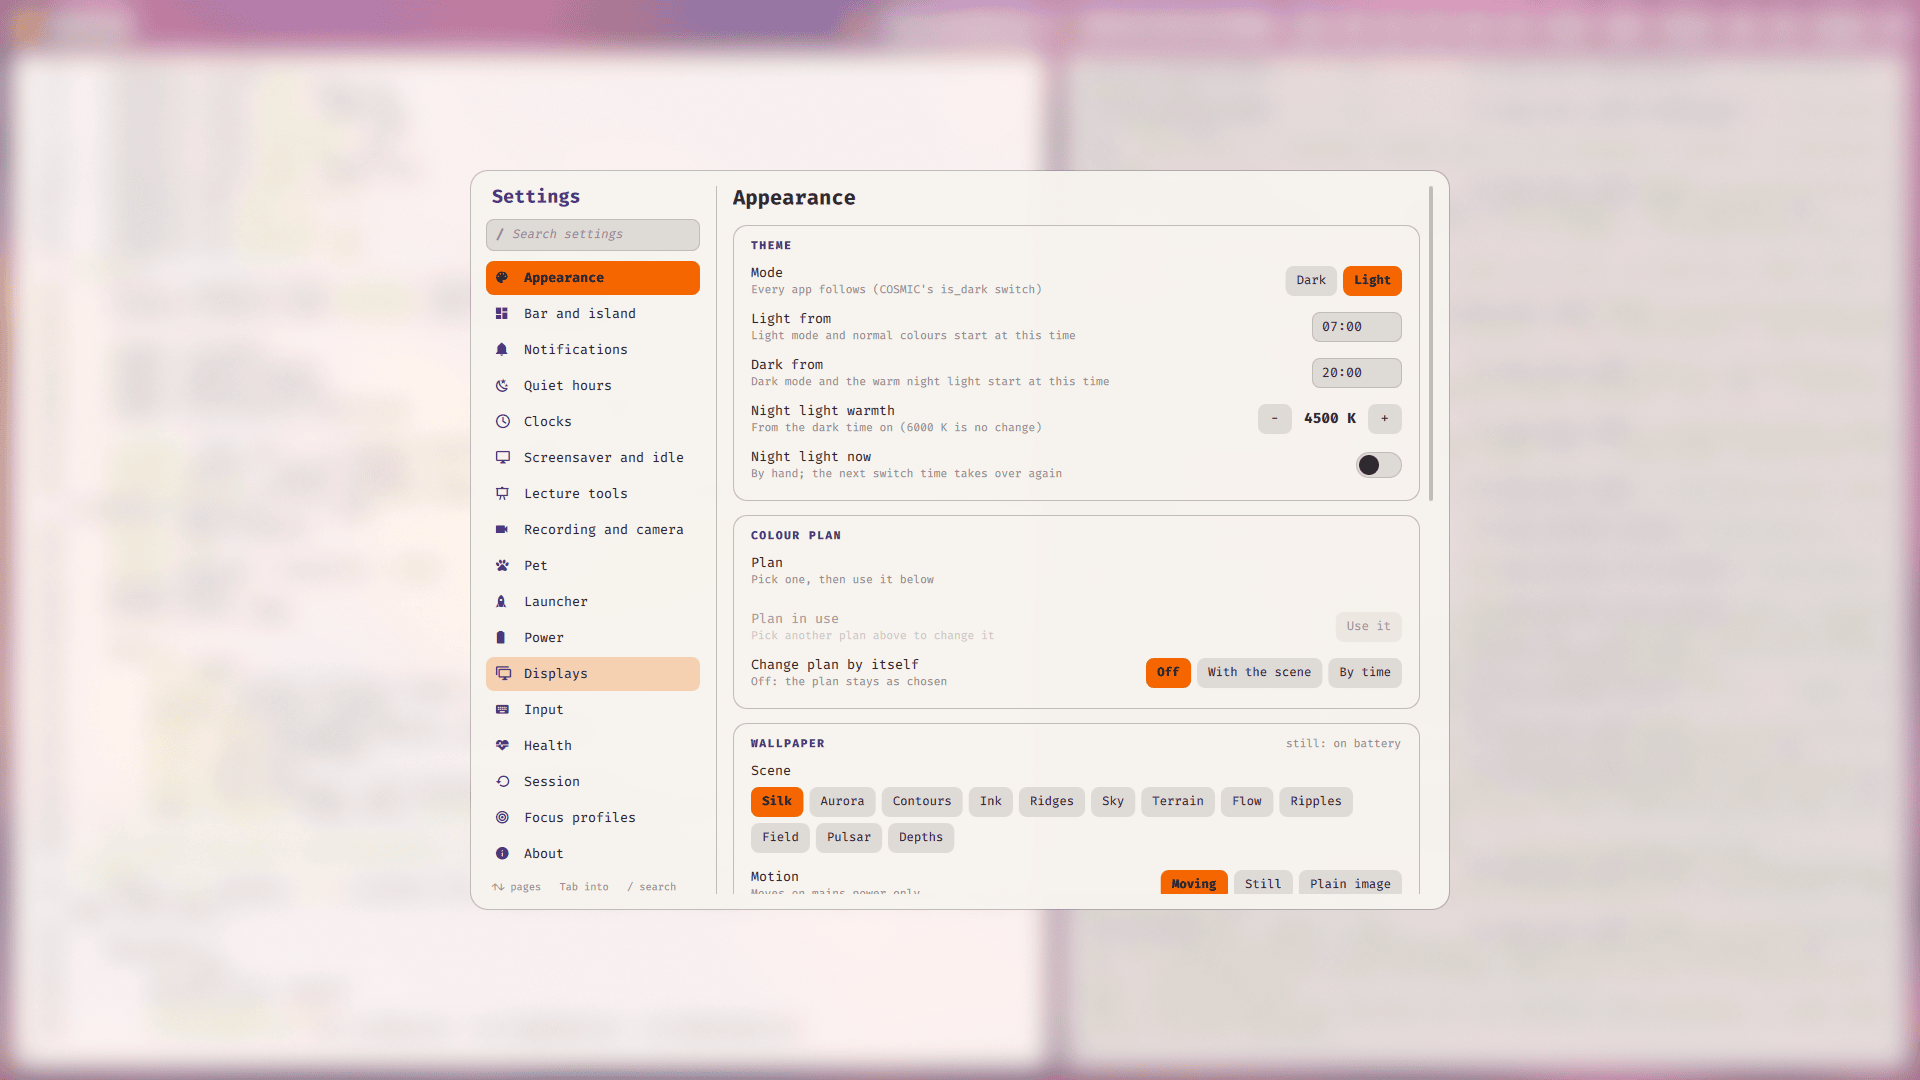 Settings
/ Search settings
Appearance
Bar and island
Notifications
Quiet hours
Clocks
Screensaver and idle
Lecture tools
Recording and camera
Pet
Launcher
Power
Displays
Input
Health
Session
Focus profiles
About
↑↓ pages Tab into / search
Appearance
THEME
Mode
Every app follows (COSMIC's is_dark switch)
Dark Light
Light from
Light mode and normal colours start at this time
07:00
Dark from
Dark mode and the warm night light start at this time
20:00
Night light warmth
From the dark time on (6000 K is no change)
- 4500 K +
Night light now
By hand; the next switch time takes over again
COLOUR PLAN
Plan
Pick one, then use it below
Plan in use
Pick another plan above to change it
Use it
Change plan by itself
Off: the plan stays as chosen
Off With the scene By time
WALLPAPER still: on battery
Scene
Silk Aurora Contours Ink Ridges Sky Terrain Flow Ripples
Field Pulsar Depths
Motion
Moves on mains power only
Moving Still Plain image